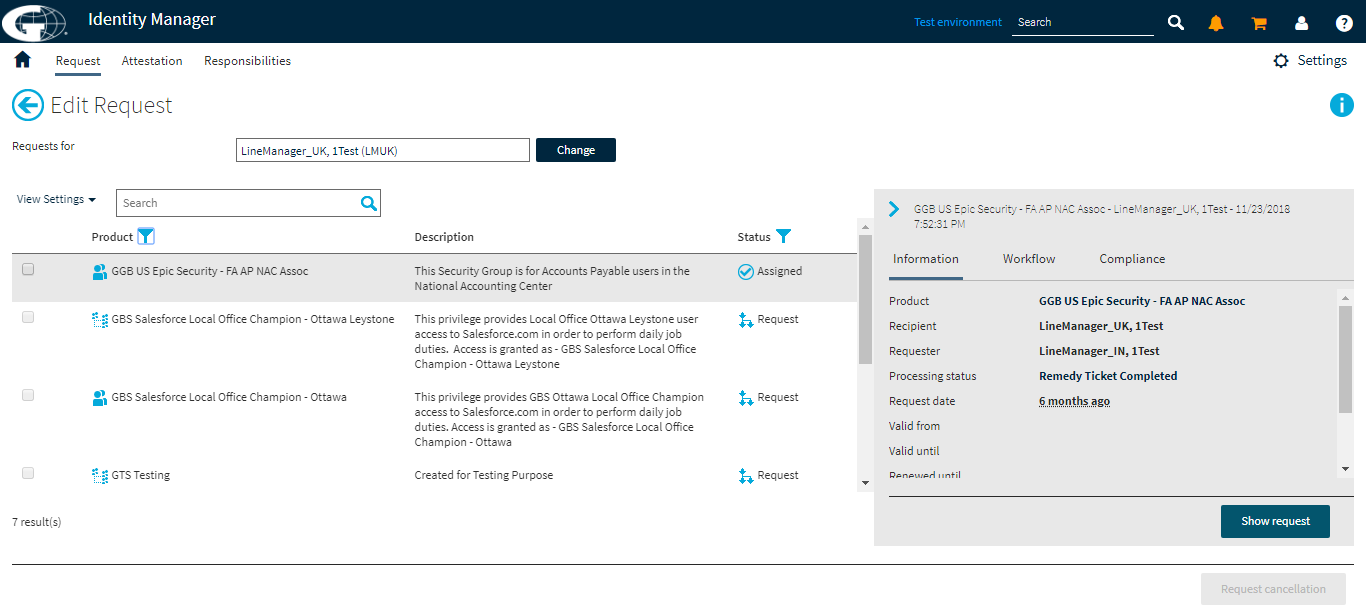 Identity Manager
Test environment
Search
Request
Attestation
Responsibilities
Settings
Edit Request
Requests for
LineManager_UK, 1Test (LMUK)
Change
View Settings
Search
Product
Description
Status
GGB US Epic Security - FA AP NAC Assoc
This Security Group is for Accounts Payable users in the
National Accounting Center
Assigned
GBS Salesforce Local Office Champion - Ottawa Leystone
This privilege provides Local Office Ottawa Leystone user
access to Salesforce.com in order to perform daily job
duties.  Access is granted as - GBS Salesforce Local Office
Champion - Ottawa Leystone
Request
GBS Salesforce Local Office Champion - Ottawa
This privilege provides GBS Ottawa Local Office Champion
access to Salesforce.com in order to perform daily job
duties. Access is granted as - GBS Salesforce Local Office
Champion - Ottawa
Request
GTS Testing
Created for Testing Purpose
Request
7 result(s)
GGB US Epic Security - FA AP NAC Assoc - LineManager_UK, 1Test - 11/23/2018
7:52:31 PM
Information
Workflow
Compliance
Product
GGB US Epic Security - FA AP NAC Assoc
Recipient
LineManager_UK, 1Test
Requester
LineManager_IN, 1Test
Processing status
Remedy Ticket Completed
Request date
6 months ago
Valid from
Valid until
Renewed until
Show request
Request cancellation